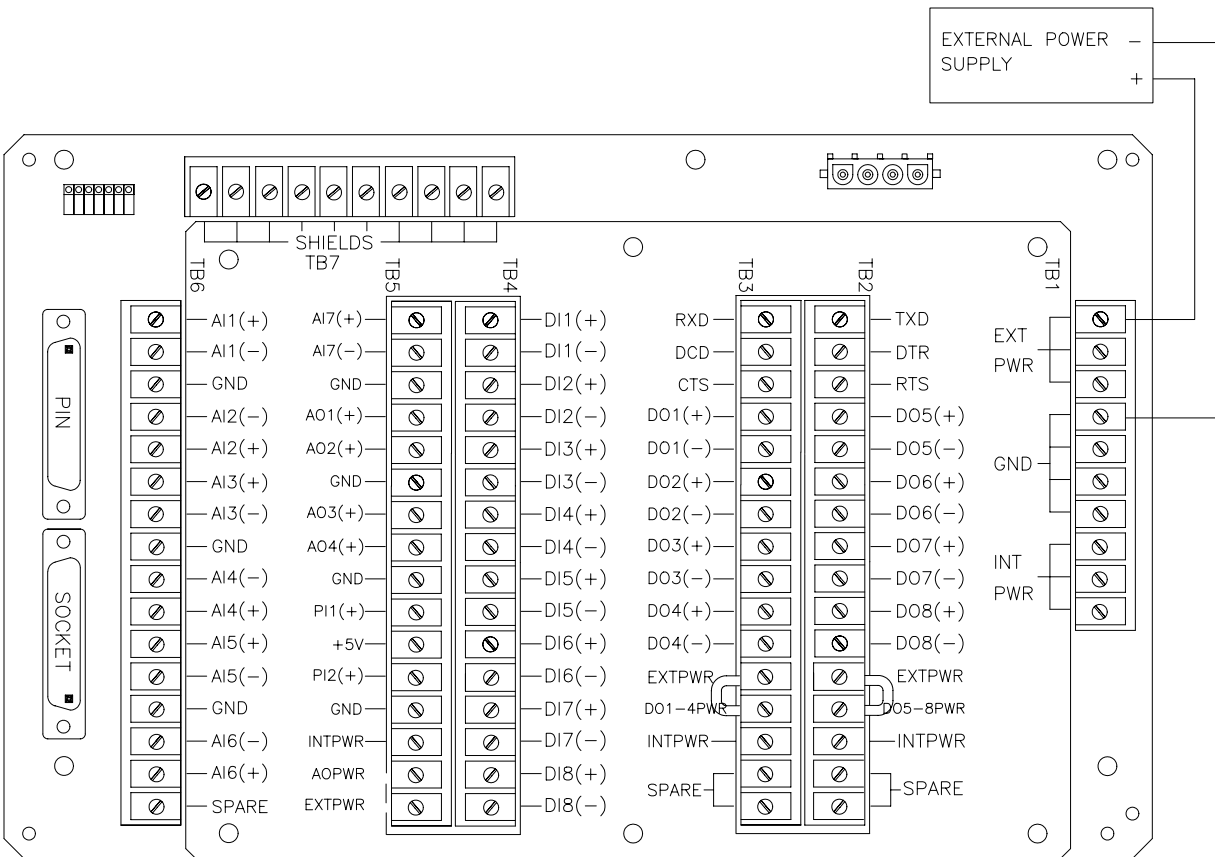 EXTERNAL POWER −
SUPPLY
+
SHIELDS
TB7
TB6
TB5
TB4
TB3
TB2
TB1
PIN
SOCKET
AI1(+)
AI1(−)
GND
AI2(−)
AI2(+)
AI3(+)
AI3(−)
GND
AI4(−)
AI4(+)
AI5(+)
AI5(−)
GND
AI6(−)
AI6(+)
SPARE
AI7(+)
AI7(−)
GND
AO1(+)
AO2(+)
GND
AO3(+)
AO4(+)
GND
PI1(+)
+5V
PI2(+)
GND
INTPWR
AOPWR
EXTPWR
DI1(+)
DI1(−)
DI2(+)
DI2(−)
DI3(+)
DI3(−)
DI4(+)
DI4(−)
DI5(+)
DI5(−)
DI6(+)
DI6(−)
DI7(+)
DI7(−)
DI8(+)
DI8(−)
RXD
DCD
CTS
DO1(+)
DO1(−)
DO2(+)
DO2(−)
DO3(+)
DO3(−)
DO4(+)
DO4(−)
EXTPWR
DO1−4PWR
INTPWR
SPARE
TXD
DTR
RTS
DO5(+)
DO5(−)
DO6(+)
DO6(−)
DO7(+)
DO7(−)
DO8(+)
DO8(−)
EXTPWR
DO5−8PWR
INTPWR
SPARE
EXT
PWR
GND
INT
PWR